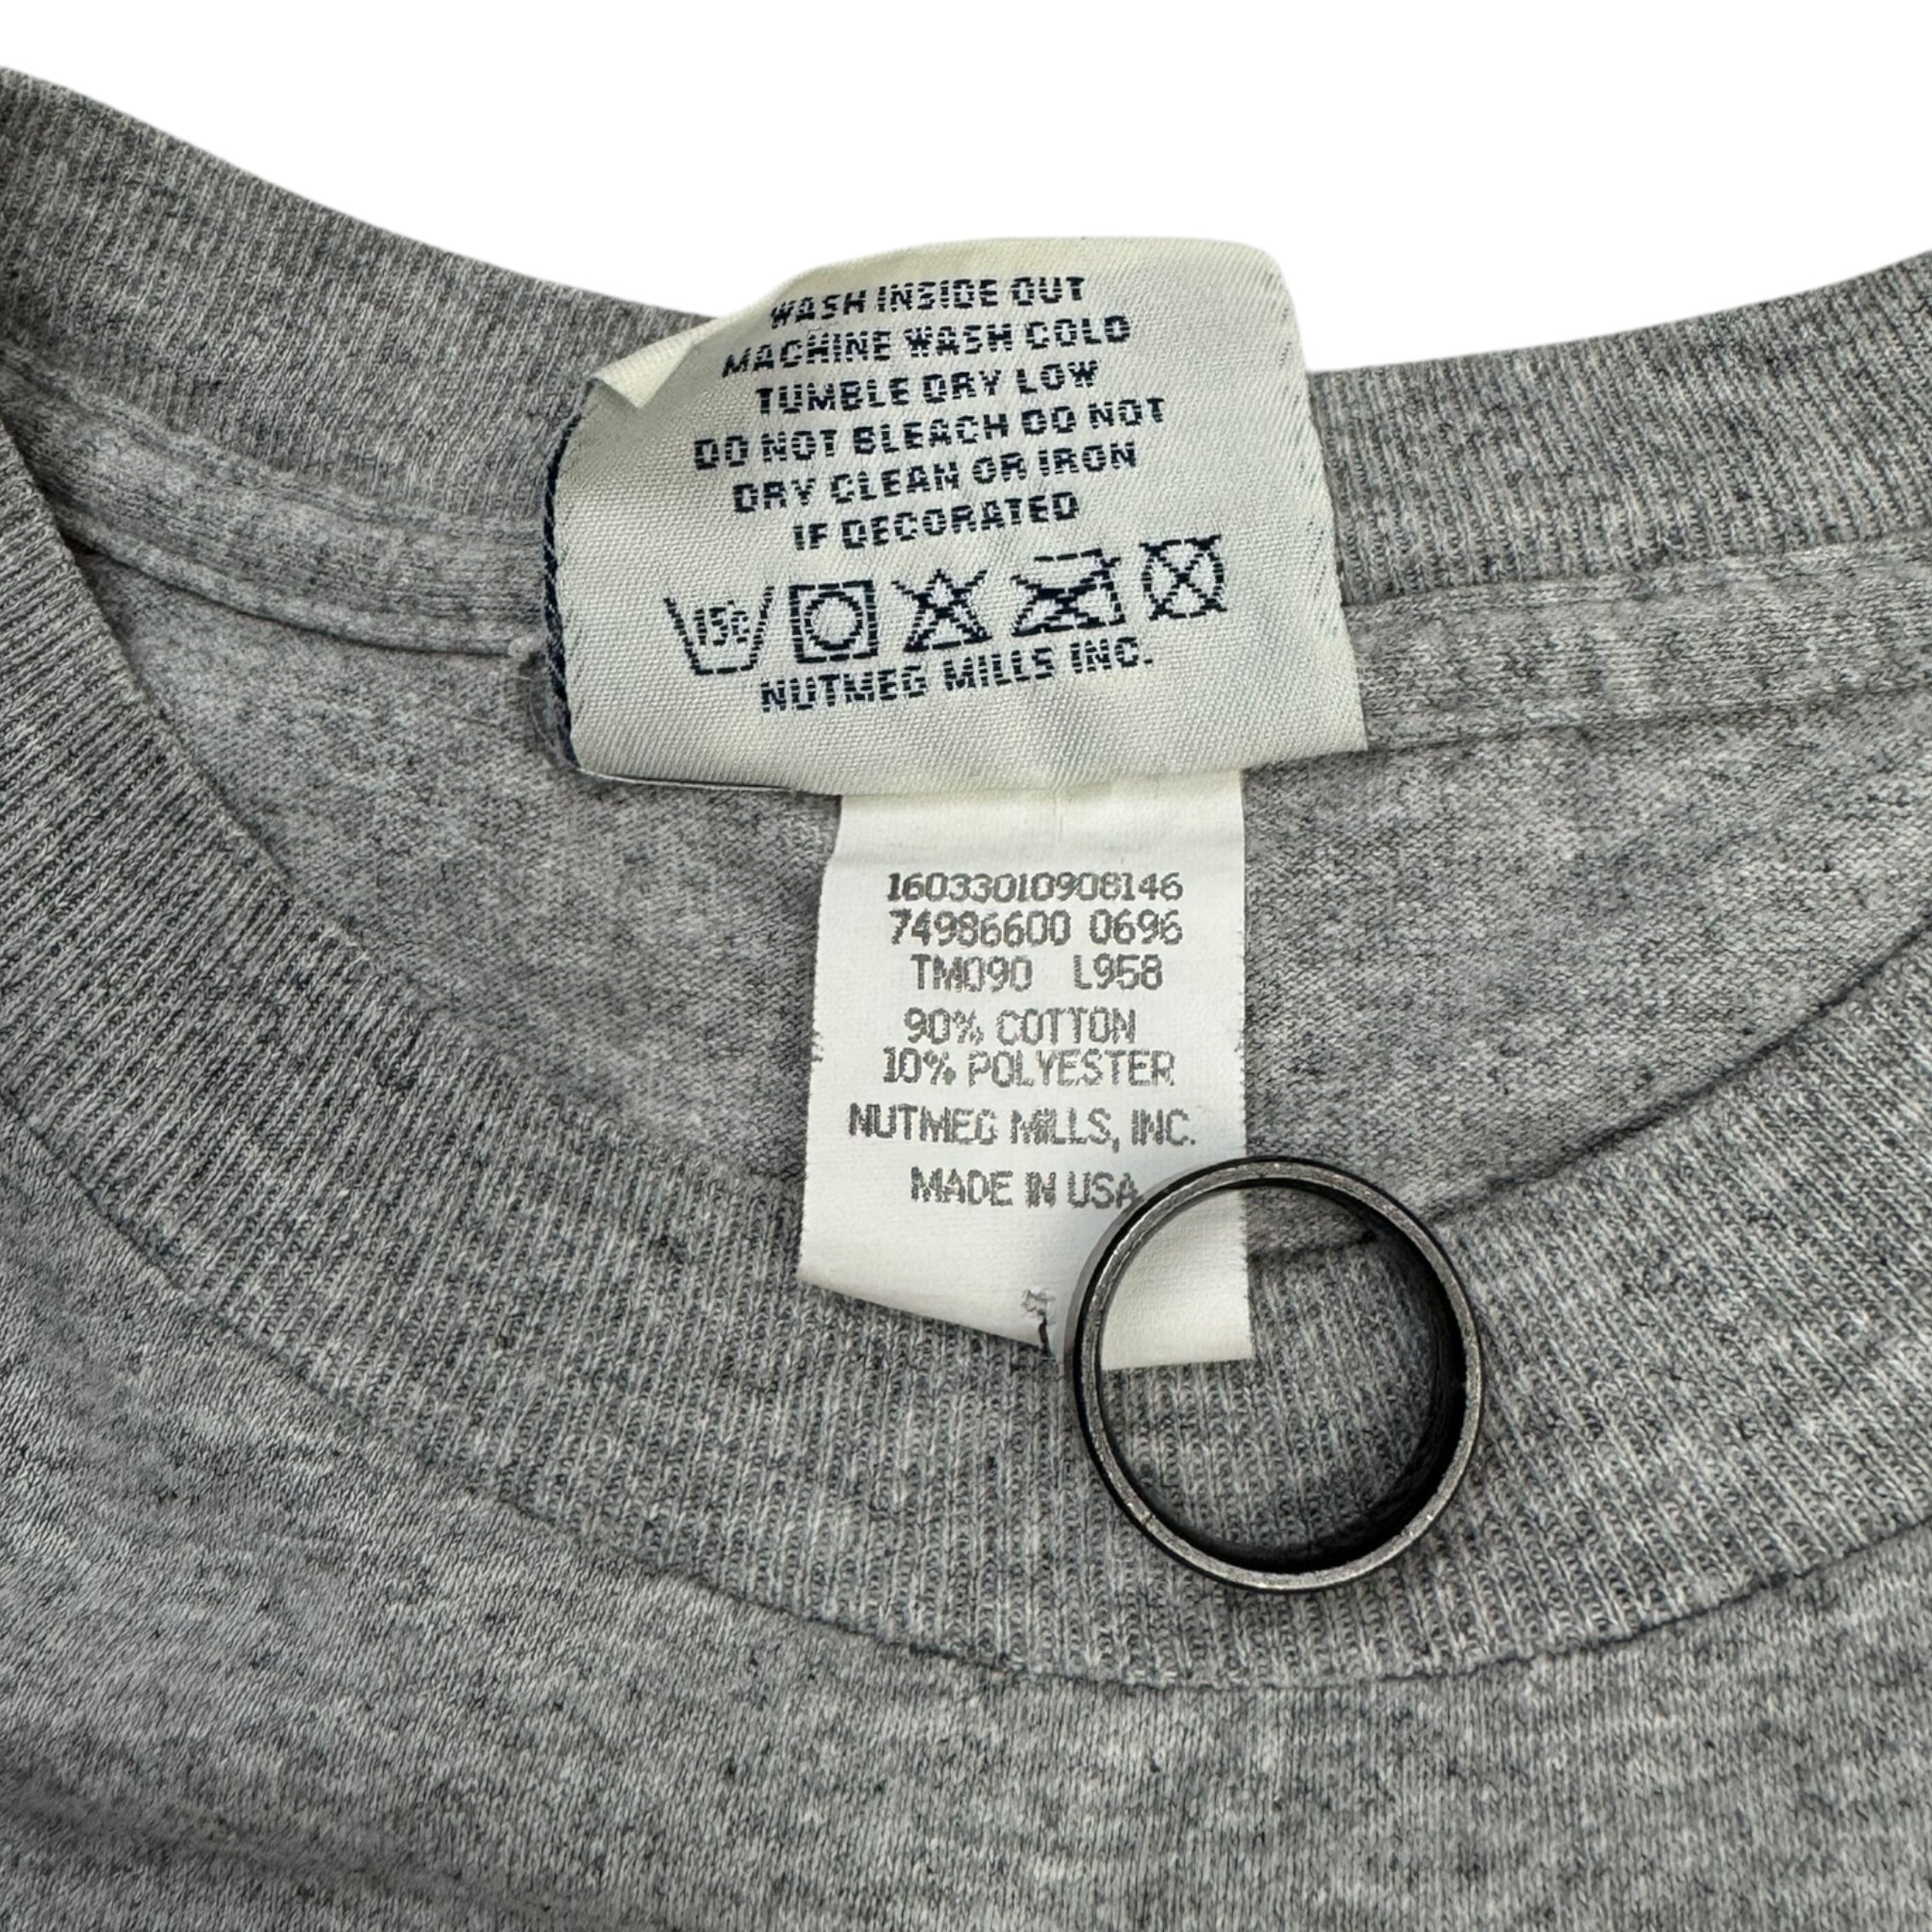 WASH INSIDE OUT
MACHINE WASH COLD
TUMBLE DRY LOW
DO NOT BLEACH DO NOT
DRY CLEAN OR IRON
IF DECORATED
NUTMEG MILLS INC.
16033010908146
74986600 0696
TM090 L958
90% COTTON
10% POLYESTER
NUTMEG MILLS, INC.
MADE IN USA